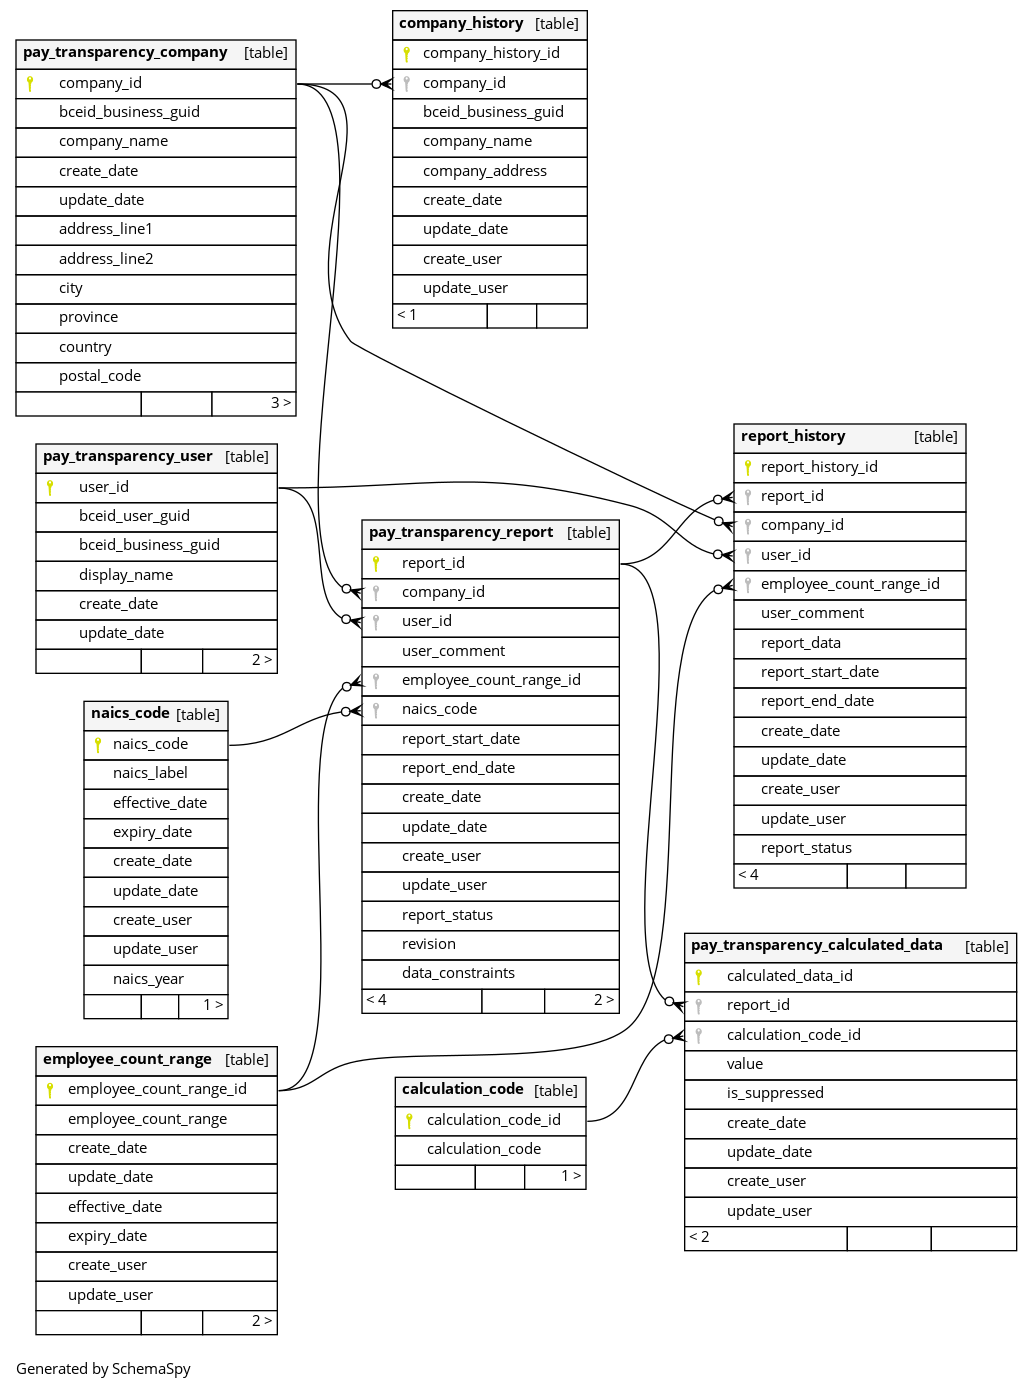 pay_transparency_company [table]
company_id
bceid_business_guid
company_name
create_date
update_date
address_line1
address_line2
city
province
country
postal_code
3 >
company_history [table]
company_history_id
company_id
bceid_business_guid
company_name
company_address
create_date
update_date
create_user
update_user
< 1
pay_transparency_user [table]
user_id
bceid_user_guid
bceid_business_guid
display_name
create_date
update_date
2 >
pay_transparency_report [table]
report_id
company_id
user_id
user_comment
employee_count_range_id
naics_code
report_start_date
report_end_date
create_date
update_date
create_user
update_user
report_status
revision
data_constraints
< 4 2 >
report_history [table]
report_history_id
report_id
company_id
user_id
employee_count_range_id
user_comment
report_data
report_start_date
report_end_date
create_date
update_date
create_user
update_user
report_status
< 4
naics_code [table]
naics_code
naics_label
effective_date
expiry_date
create_date
update_date
create_user
update_user
naics_year
1 >
pay_transparency_calculated_data [table]
calculated_data_id
report_id
calculation_code_id
value
is_suppressed
create_date
update_date
create_user
update_user
< 2
employee_count_range [table]
employee_count_range_id
employee_count_range
create_date
update_date
effective_date
expiry_date
create_user
update_user
2 >
calculation_code [table]
calculation_code_id
calculation_code
1 >
Generated by SchemaSpy